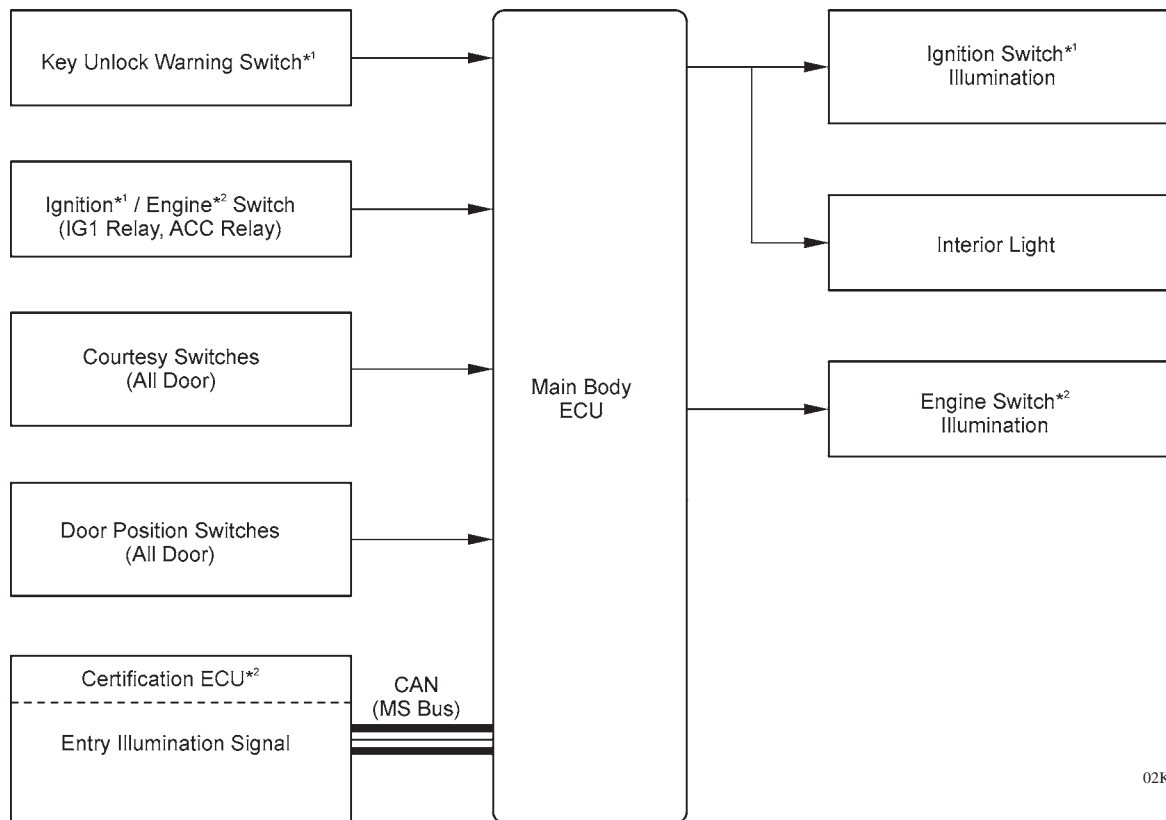 Key Unlock Warning Switch*¹
Ignition*¹ / Engine*² Switch
(IG1 Relay, ACC Relay)
Courtesy Switches
(All Door)
Door Position Switches
(All Door)
Certification ECU*²
Entry Illumination Signal
CAN
(MS Bus)
Main Body
ECU
Ignition Switch*¹
Illumination
Interior Light
Engine Switch*²
Illumination
02K